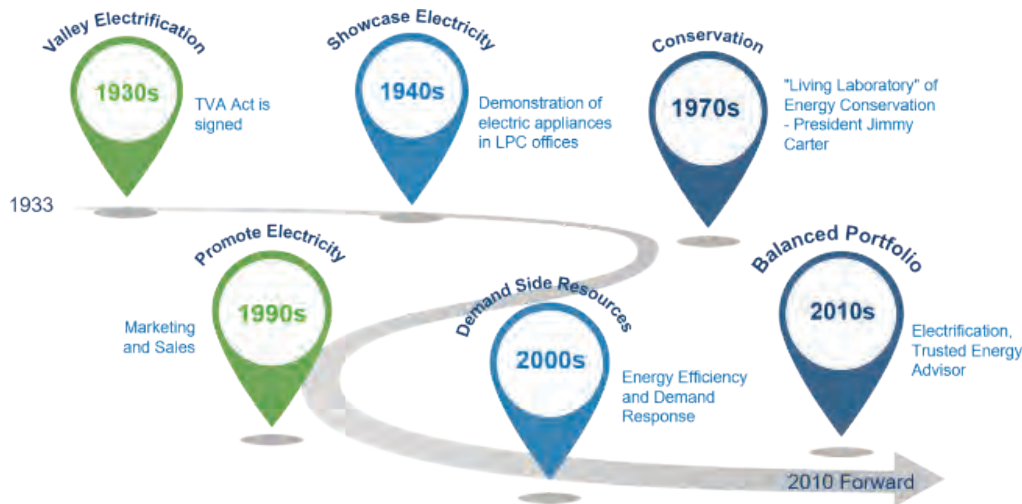 Valley Electrification
1930s
TVA Act is
signed
Showcase Electricity
1940s
Demonstration of
electric appliances
in LPC offices
Conservation
1970s
"Living Laboratory" of
Energy Conservation
- President Jimmy
Carter
1933
Promote Electricity
1990s
Marketing
and Sales
Demand Side Resources
2000s
Energy Efficiency
and Demand
Response
Balanced Portfolio
2010s
Electrification,
Trusted Energy
Advisor
2010 Forward